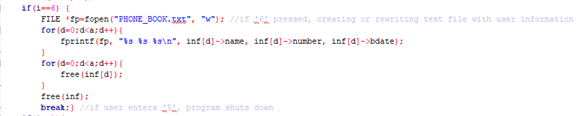 if(i==6) {
FILE *fp=fopen("PHONE_BOOK.txt", "w"); //if '6' pressed, creating or rewriting text file with user information
for(d=0;d<a;d++){
fprintf(fp, "%s %s %s\n", inf[d]->name, inf[d]->number, inf[d]->bdate);
}
for(d=0;d<a;d++){
free(inf[d]);
}
free(inf);
break;} //if user enters '5', program shuts down